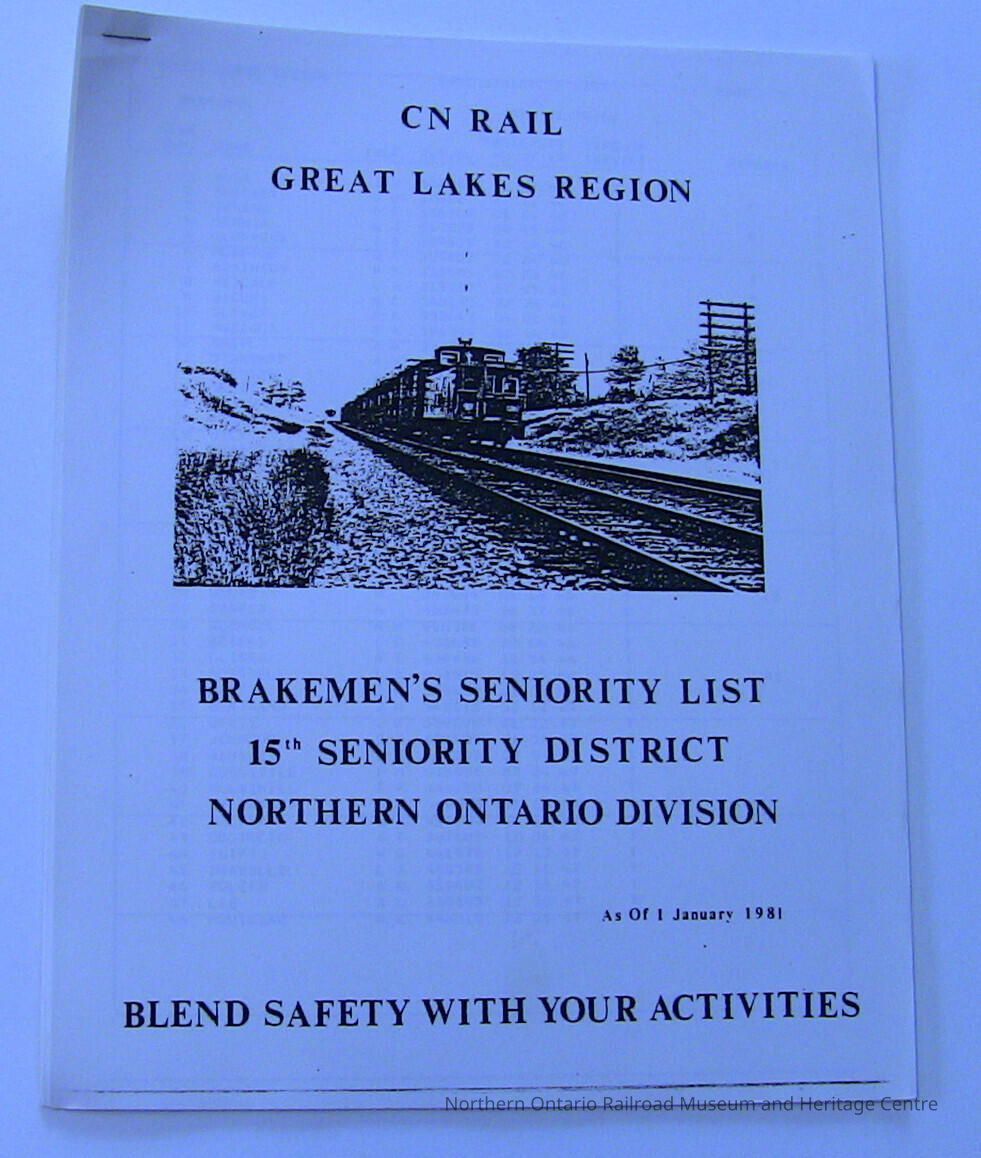 CN RAIL
GREAT LAKES REGION
BRAKEMEN'S SENIORITY LIST
15th SENIORITY DISTRICT
NORTHERN ONTARIO DIVISION
As Of 1 January 1981
BLEND SAFETY WITH YOUR ACTIVITIES
Northern Ontario Railroad Museum and Heritage Centre